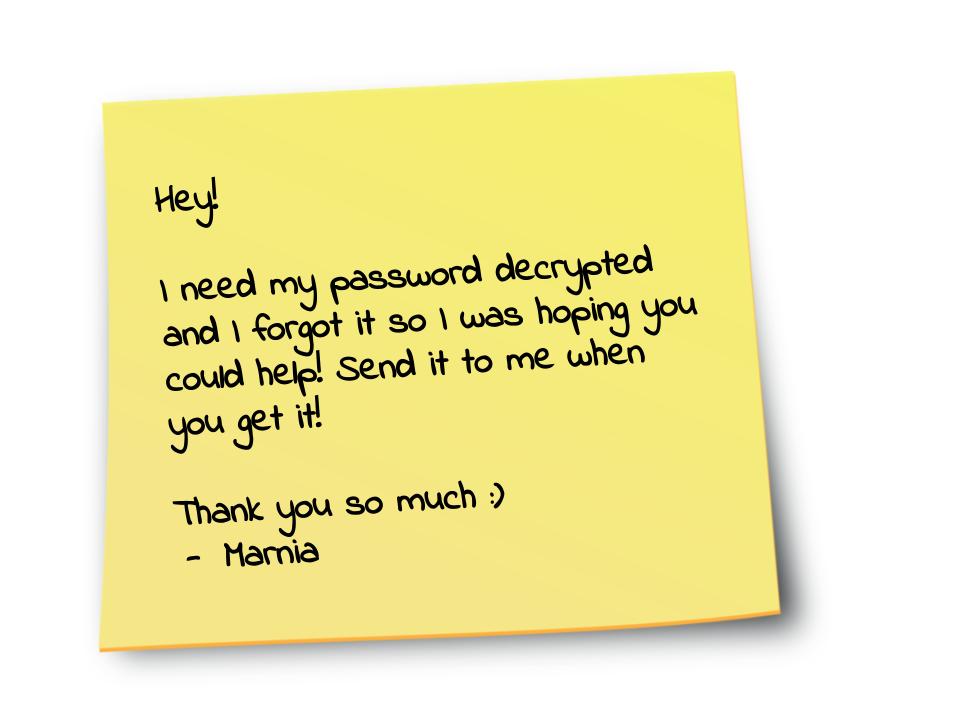 Hey!
I need my password decrypted
and I forgot it so I was hoping you
could help! Send it to me when
you get it!
Thank you so much :)
- Marnia